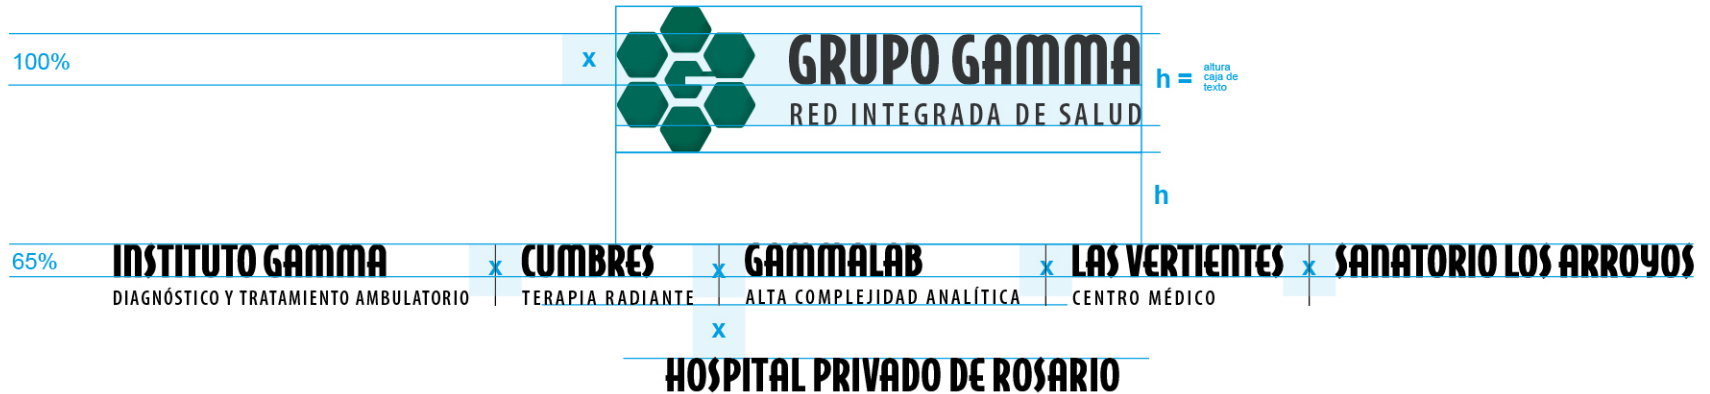 GRUPO GAMMA
100% x h = altura
caja de
texto
RED INTEGRADA DE SALUD
h
65% INSTITUTO GAMMA x CUMBRES x GAMMALAB x LAS VERTIENTES x SANATORIO LOS ARROYOS
DIAGNÓSTICO Y TRATAMIENTO AMBULATORIO TERAPIA RADIANTE ALTA COMPLEJIDAD ANALÍTICA CENTRO MÉDICO
x
HOSPITAL PRIVADO DE ROSARIO